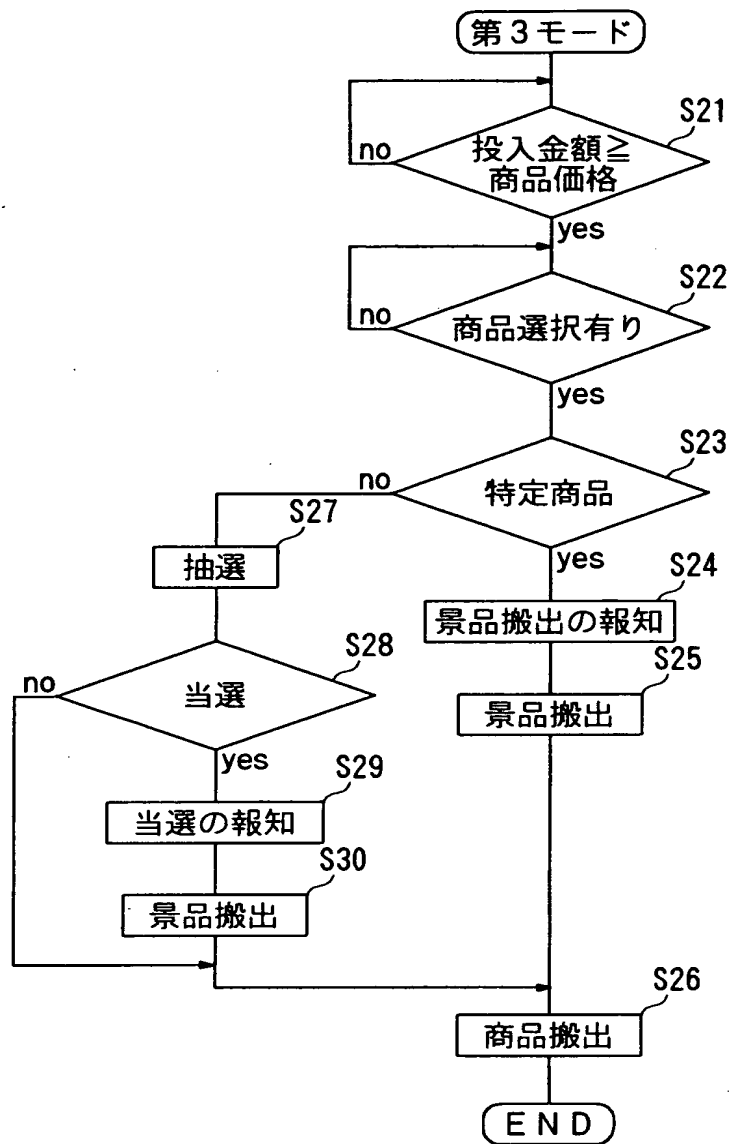 第3モード
S21
投入金額≧
商品価格
no
yes
S22
商品選択有り
no
yes
S23
特定商品
no
yes
S27
抽選
S24
景品搬出の報知
S28
当選
no
yes
S25
景品搬出
S29
当選の報知
S30
景品搬出
S26
商品搬出
END